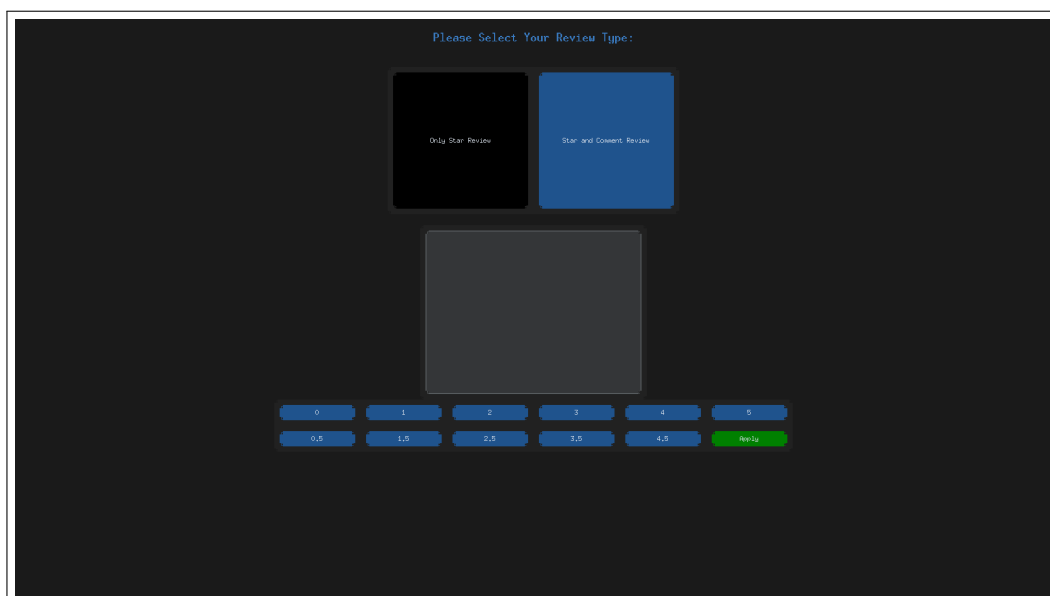 Please Select Your Review Type:
Only Star Review
Star and Comment Review
0 1 2 3 4 5
0.5 1.5 2.5 3.5 4.5 Apply